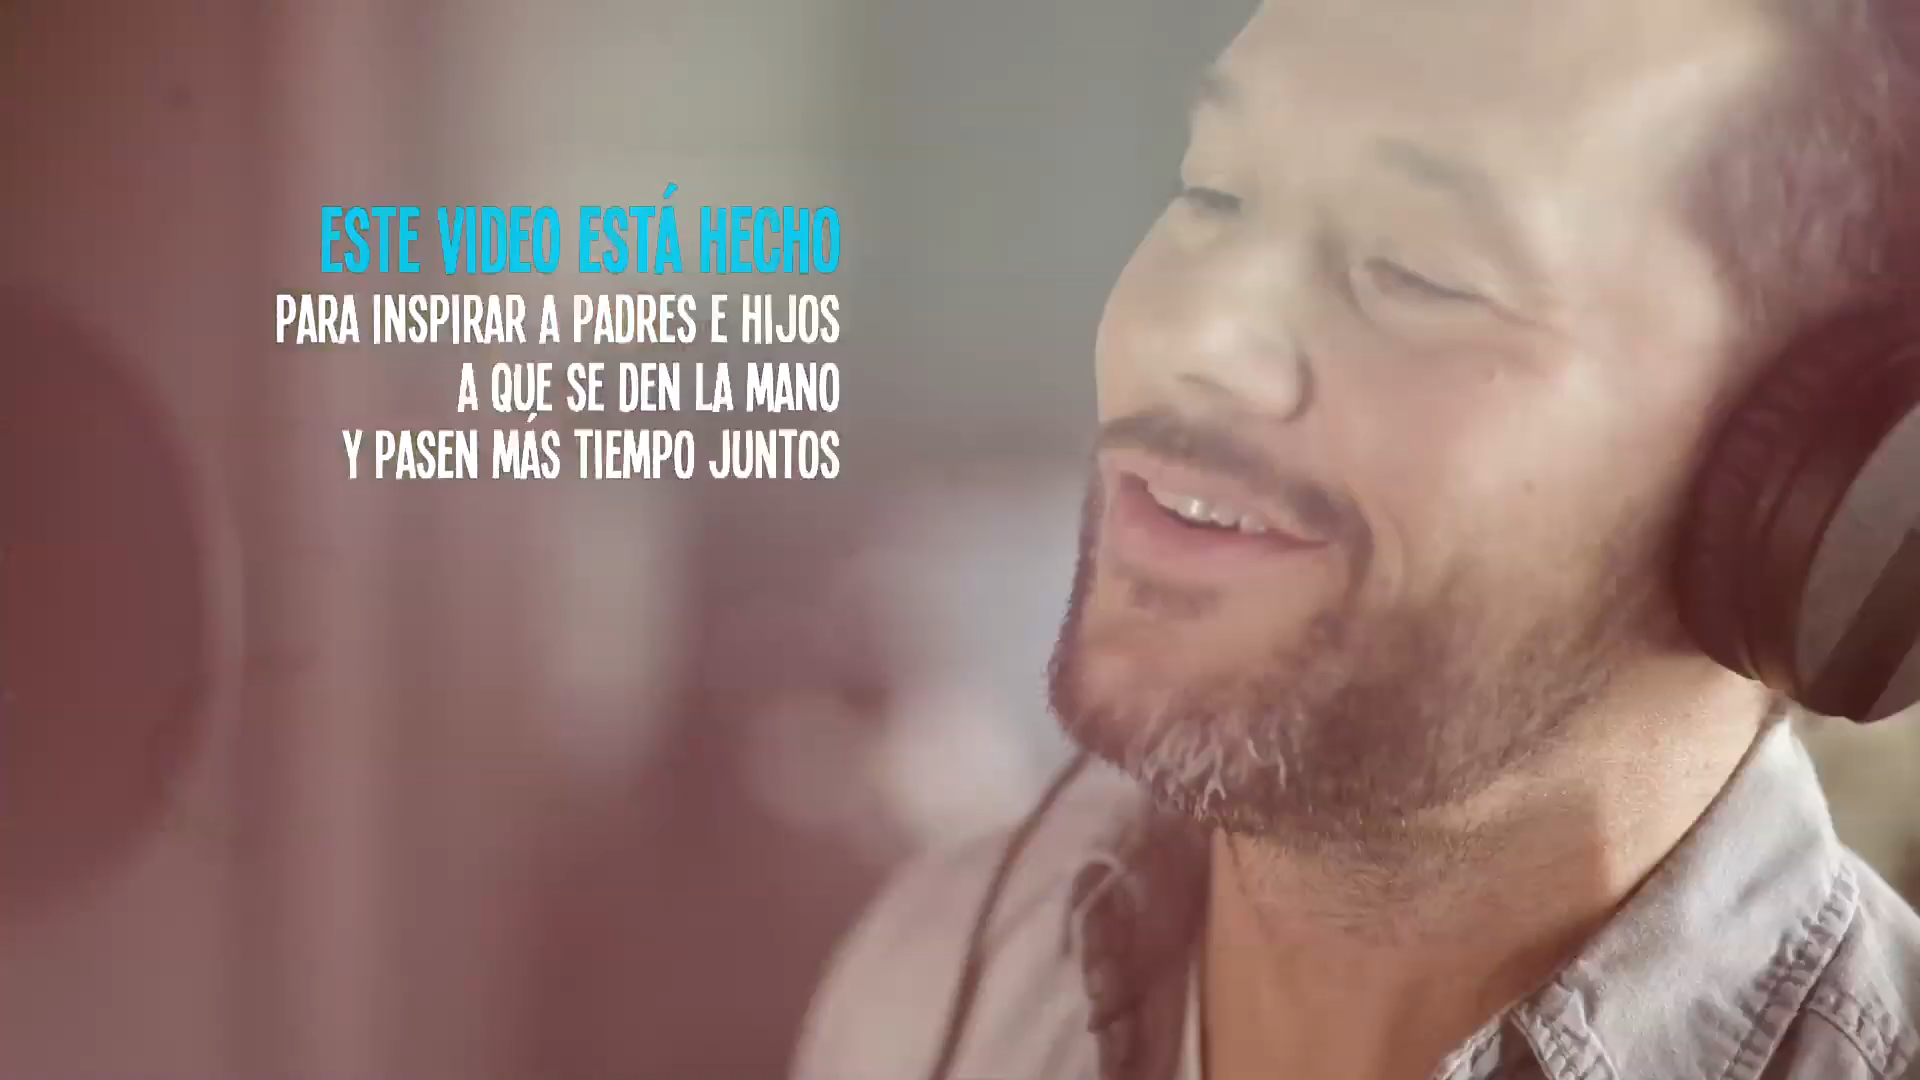 ESTE VIDEO ESTÁ HECHO
PARA INSPIRAR A PADRES E HIJOS
A QUE SE DEN LA MANO
Y PASEN MÁS TIEMPO JUNTOS